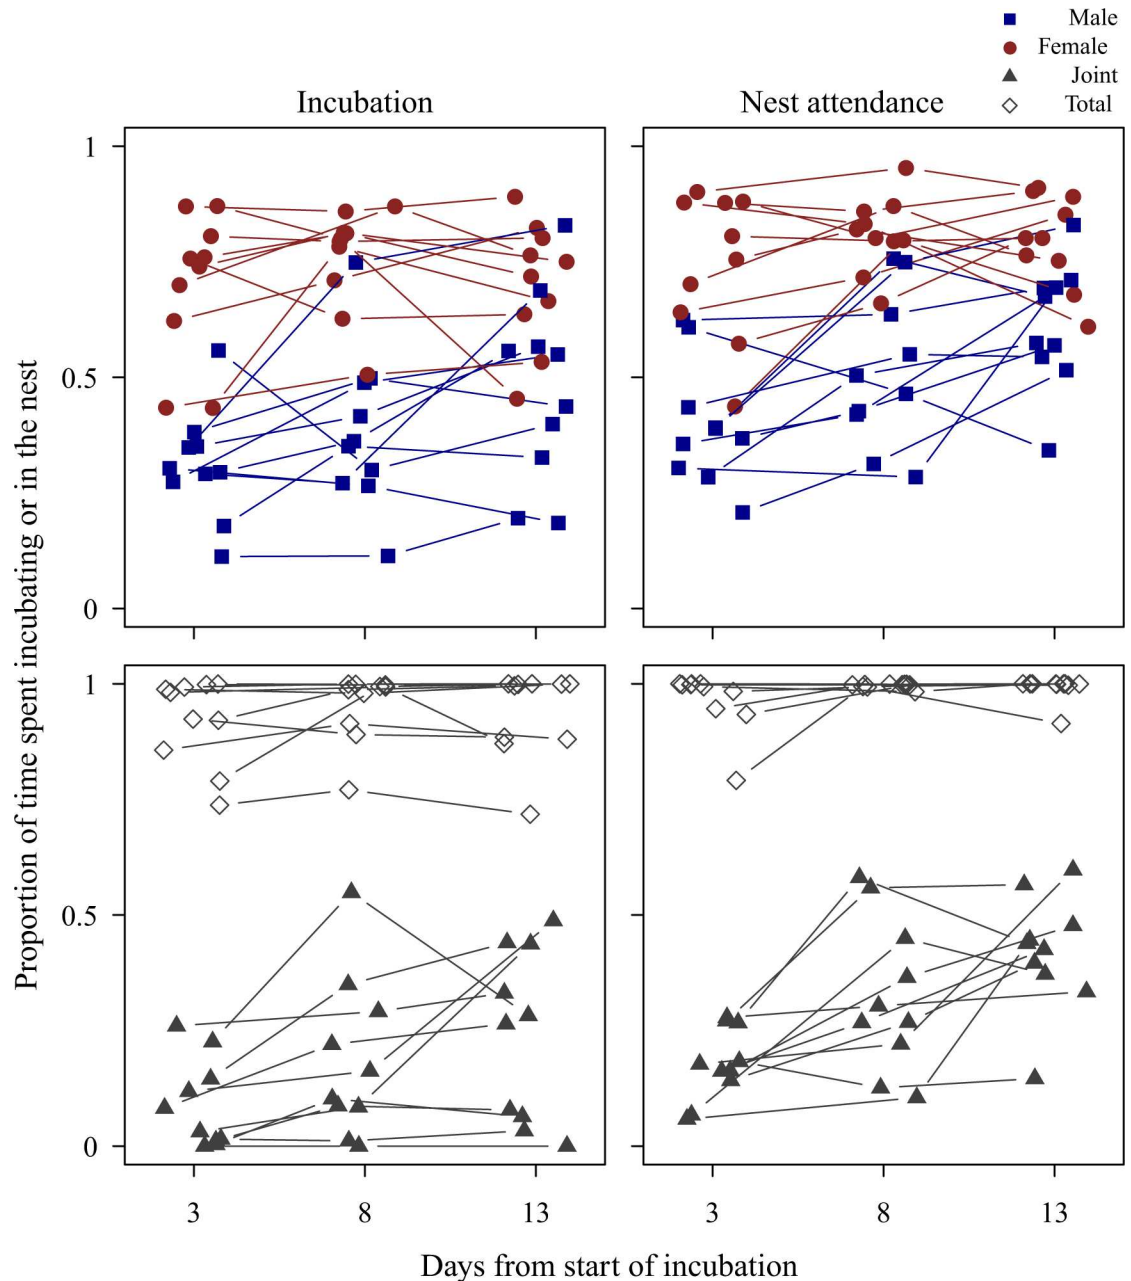 Male
Female
Joint
Total
Incubation
Nest attendance
1
0.5
0
1
0.5
0
3
8
13
3
8
13
Proportion of time spent incubating or in the nest
Days from start of incubation